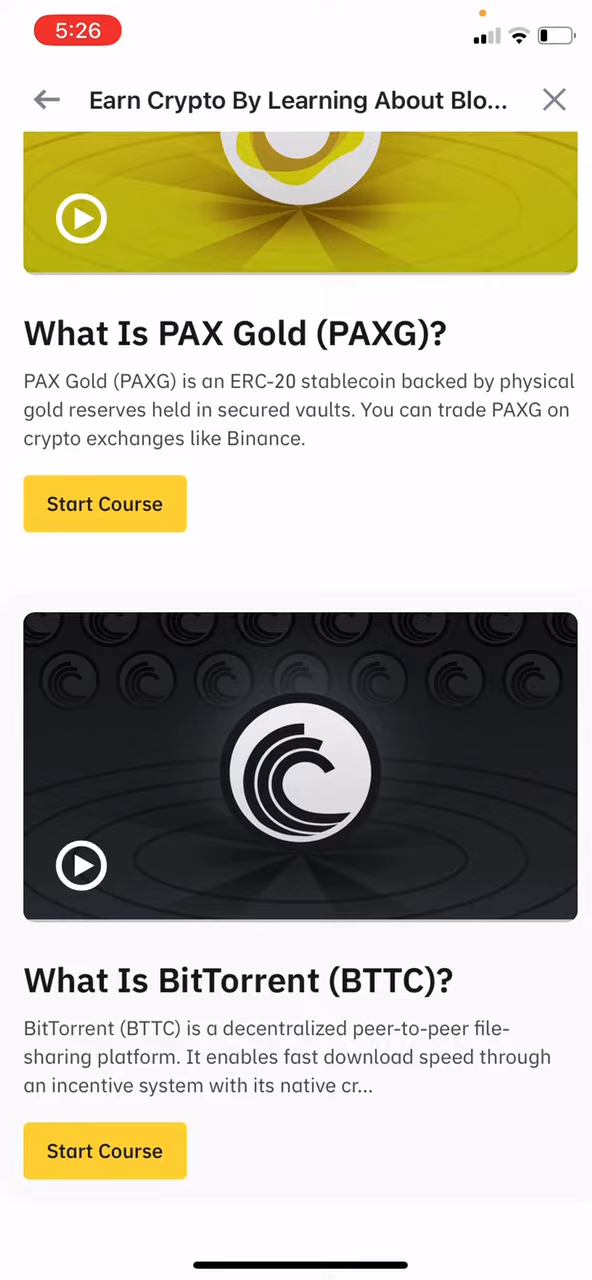 5:26
Earn Crypto By Learning About Blo...
What Is PAX Gold (PAXG)?
PAX Gold (PAXG) is an ERC-20 stablecoin backed by physical
gold reserves held in secured vaults. You can trade PAXG on
crypto exchanges like Binance.
Start Course
What Is BitTorrent (BTTC)?
BitTorrent (BTTC) is a decentralized peer-to-peer file-
sharing platform. It enables fast download speed through
an incentive system with its native cr...
Start Course